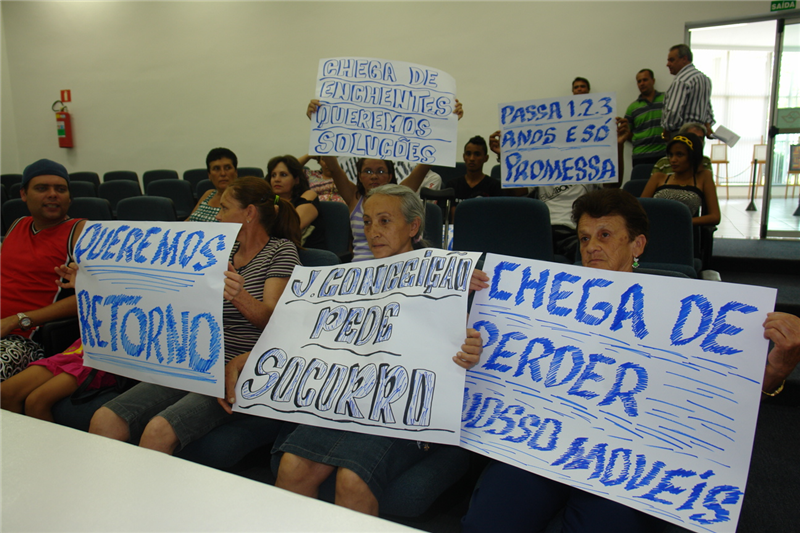 SAÍDA
CHEGA DE
ENCHENTES
QUEREMOS
SOLUÇÕES
PASSA 1.2.3
ANOS E SÓ
PROMESSA
QUEREMOS
RETORNO
J. CONCEIÇÃO
PEDE
SOCORRO
CHEGA DE
PERDER
NOSSO MOVEÍS